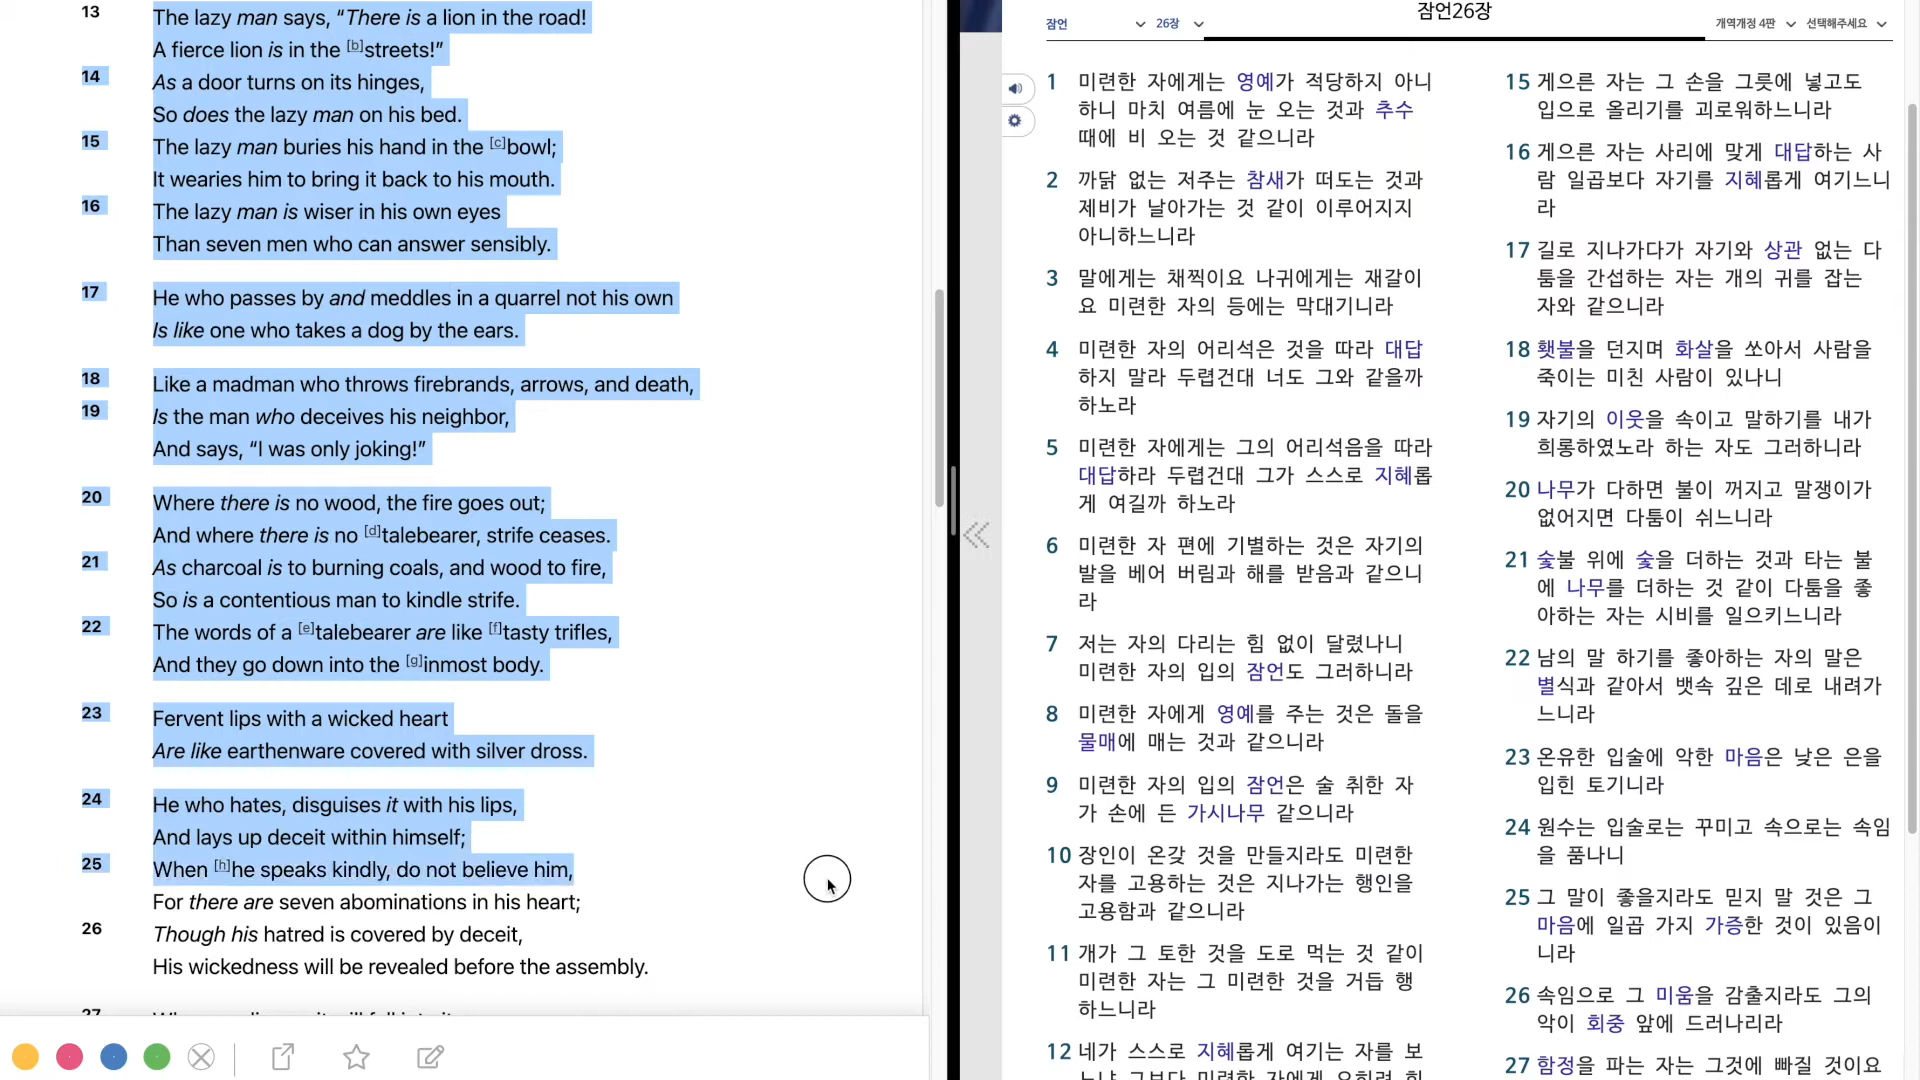 13 The lazy man says, “There is a lion in the road!
A fierce lion is in the [b]streets!”
14 As a door turns on its hinges,
So does the lazy man on his bed.
15 The lazy man buries his hand in the [c]bowl;
It wearies him to bring it back to his mouth.
16 The lazy man is wiser in his own eyes
Than seven men who can answer sensibly.
17 He who passes by and meddles in a quarrel not his own
Is like one who takes a dog by the ears.
18 Like a madman who throws firebrands, arrows, and death,
19 Is the man who deceives his neighbor,
And says, “I was only joking!”
20 Where there is no wood, the fire goes out;
And where there is no [d]talebearer, strife ceases.
21 As charcoal is to burning coals, and wood to fire,
So is a contentious man to kindle strife.
22 The words of a [e]talebearer are like [f]tasty trifles,
And they go down into the [g]inmost body.
23 Fervent lips with a wicked heart
Are like earthenware covered with silver dross.
24 He who hates, disguises it with his lips,
And lays up deceit within himself;
25 When [h]he speaks kindly, do not believe him,
For there are seven abominations in his heart;
26 Though his hatred is covered by deceit,
His wickedness will be revealed before the assembly.
27
잠언 26장
잠언26장
개역개정 4판 선택해주세요
1 미련한 자에게는 영예가 적당하지 아니
하니 마치 여름에 눈 오는 것과 추수
때에 비 오는 것 같으니라
2 까닭 없는 저주는 참새가 떠도는 것과
제비가 날아가는 것 같이 이루어지지
아니하느니라
3 말에게는 채찍이요 나귀에게는 재갈이
요 미련한 자의 등에는 막대기니라
4 미련한 자의 어리석은 것을 따라 대답
하지 말라 두렵건대 너도 그와 같을까
하노라
5 미련한 자에게는 그의 어리석음을 따라
대답하라 두렵건대 그가 스스로 지혜롭
게 여길까 하노라
6 미련한 자 편에 기별하는 것은 자기의
발을 베어 버림과 해를 받음과 같으니
라
7 저는 자의 다리는 힘 없이 달렸나니
미련한 자의 입의 잠언도 그러하니라
8 미련한 자에게 영예를 주는 것은 돌을
물매에 매는 것과 같으니라
9 미련한 자의 입의 잠언은 술 취한 자
가 손에 든 가시나무 같으니라
10 장인이 온갖 것을 만들지라도 미련한
자를 고용하는 것은 지나가는 행인을
고용함과 같으니라
11 개가 그 토한 것을 도로 먹는 것 같이
미련한 자는 그 미련한 것을 거듭 행
하느니라
12 네가 스스로 지혜롭게 여기는 자를 보
15 게으른 자는 그 손을 그릇에 넣고도
입으로 올리기를 괴로워하느니라
16 게으른 자는 사리에 맞게 대답하는 사
람 일곱보다 자기를 지혜롭게 여기느니
라
17 길로 지나가다가 자기와 상관 없는 다
툼을 간섭하는 자는 개의 귀를 잡는
자와 같으니라
18 횃불을 던지며 화살을 쏘아서 사람을
죽이는 미친 사람이 있나니
19 자기의 이웃을 속이고 말하기를 내가
희롱하였노라 하는 자도 그러하니라
20 나무가 다하면 불이 꺼지고 말쟁이가
없어지면 다툼이 쉬느니라
21 숯불 위에 숯을 더하는 것과 타는 불
에 나무를 더하는 것 같이 다툼을 좋
아하는 자는 시비를 일으키느니라
22 남의 말 하기를 좋아하는 자의 말은
별식과 같아서 뱃속 깊은 데로 내려가
느니라
23 온유한 입술에 악한 마음은 낮은 은을
입힌 토기니라
24 원수는 입술로는 꾸미고 속으로는 속임
을 품나니
25 그 말이 좋을지라도 믿지 말 것은 그
마음에 일곱 가지 가증한 것이 있음이
니라
26 속임으로 그 미움을 감출지라도 그의
악이 회중 앞에 드러나리라
27 함정을 파는 자는 그것에 빠질 것이요